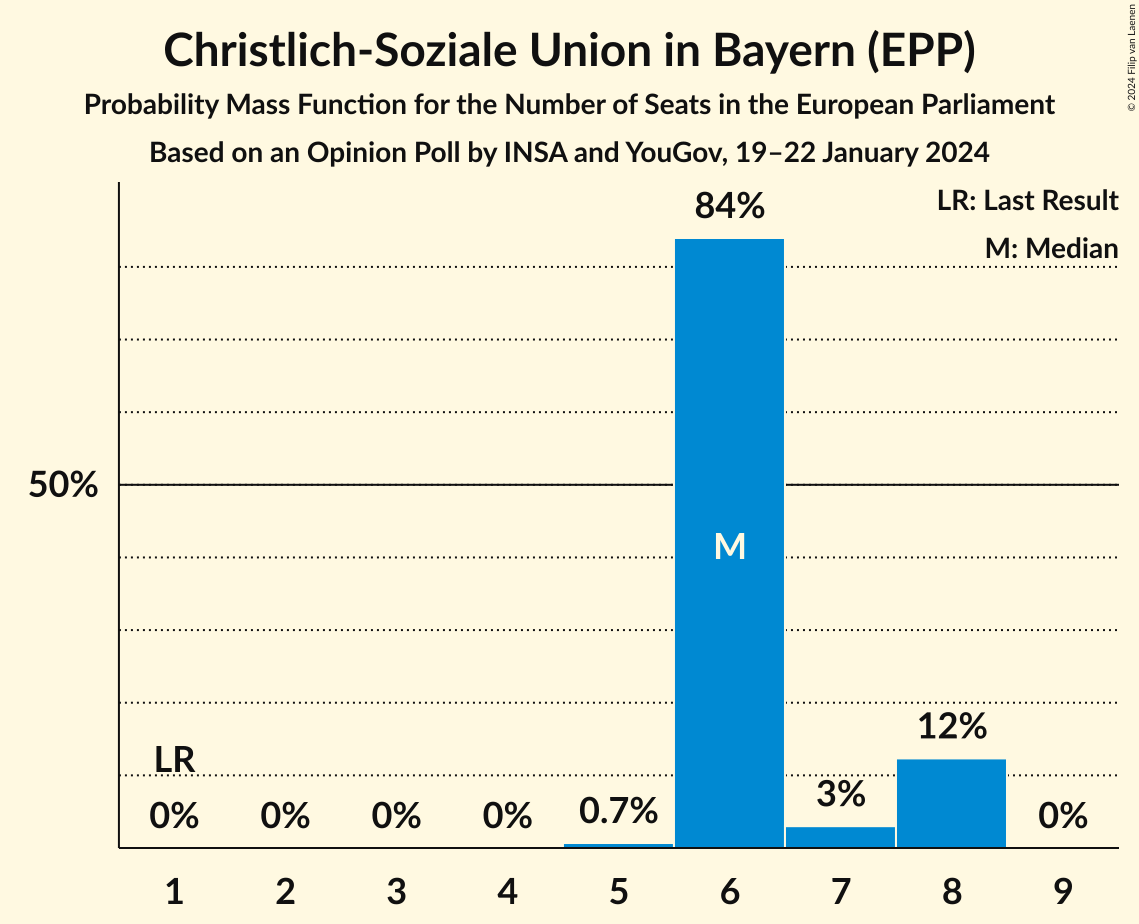 Christlich-Soziale Union in Bayern (EPP)
Probability Mass Function for the Number of Seats in the European Parliament
Based on an Opinion Poll by INSA and YouGov, 19–22 January 2024
© 2024 Filip van Laenen
LR: Last Result
M: Median
84%
50%
M
12%
LR
3%
0.7%
0% 0% 0% 0% 0%
1 2 3 4 5 6 7 8 9